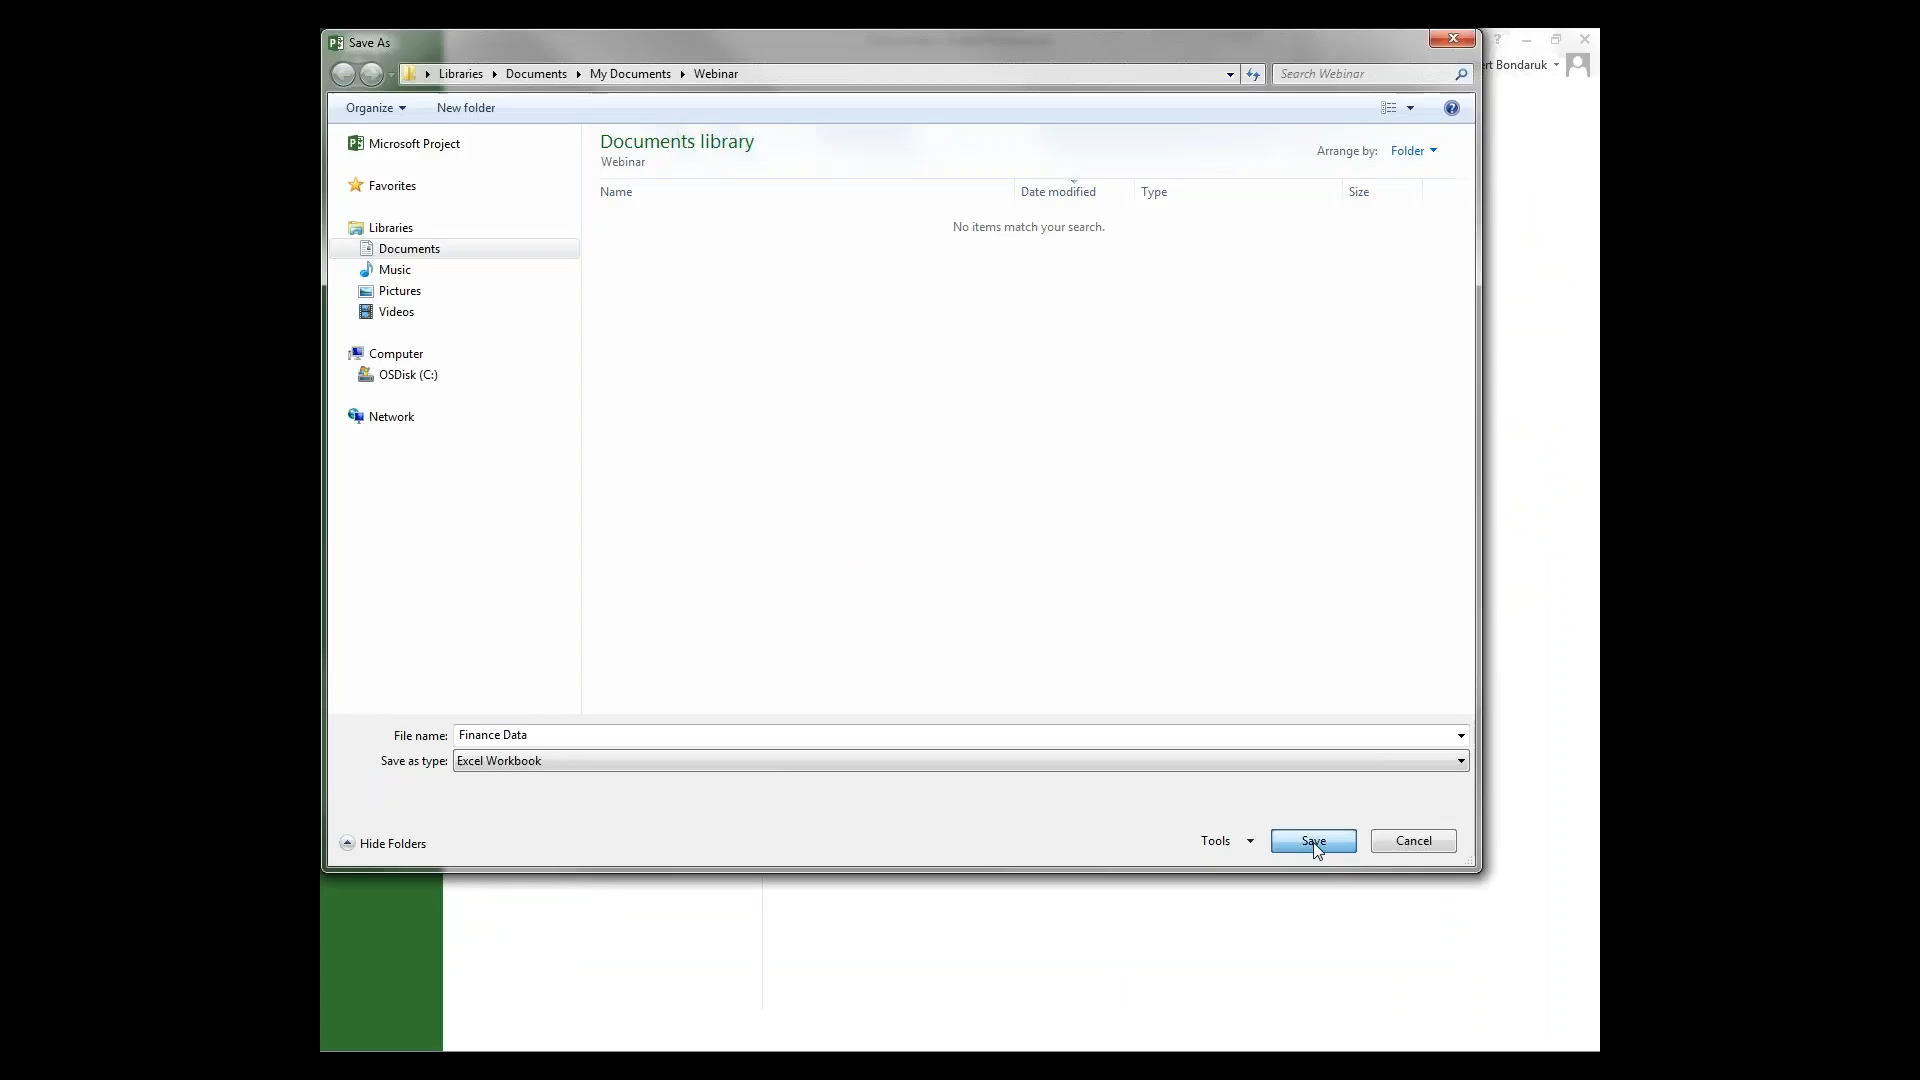 Save As
?
rt Bondaruk
Libraries Documents My Documents Webinar
Search Webinar
Organize New folder
?
Microsoft Project
Favorites
Libraries
Documents
Music
Pictures
Videos
Computer
OSDisk (C:)
Network
Documents library
Webinar
Arrange by: Folder
Name Date modified Type Size
No items match your search.
File name: Finance Data
Save as type: Excel Workbook
Hide Folders
Tools Save Cancel